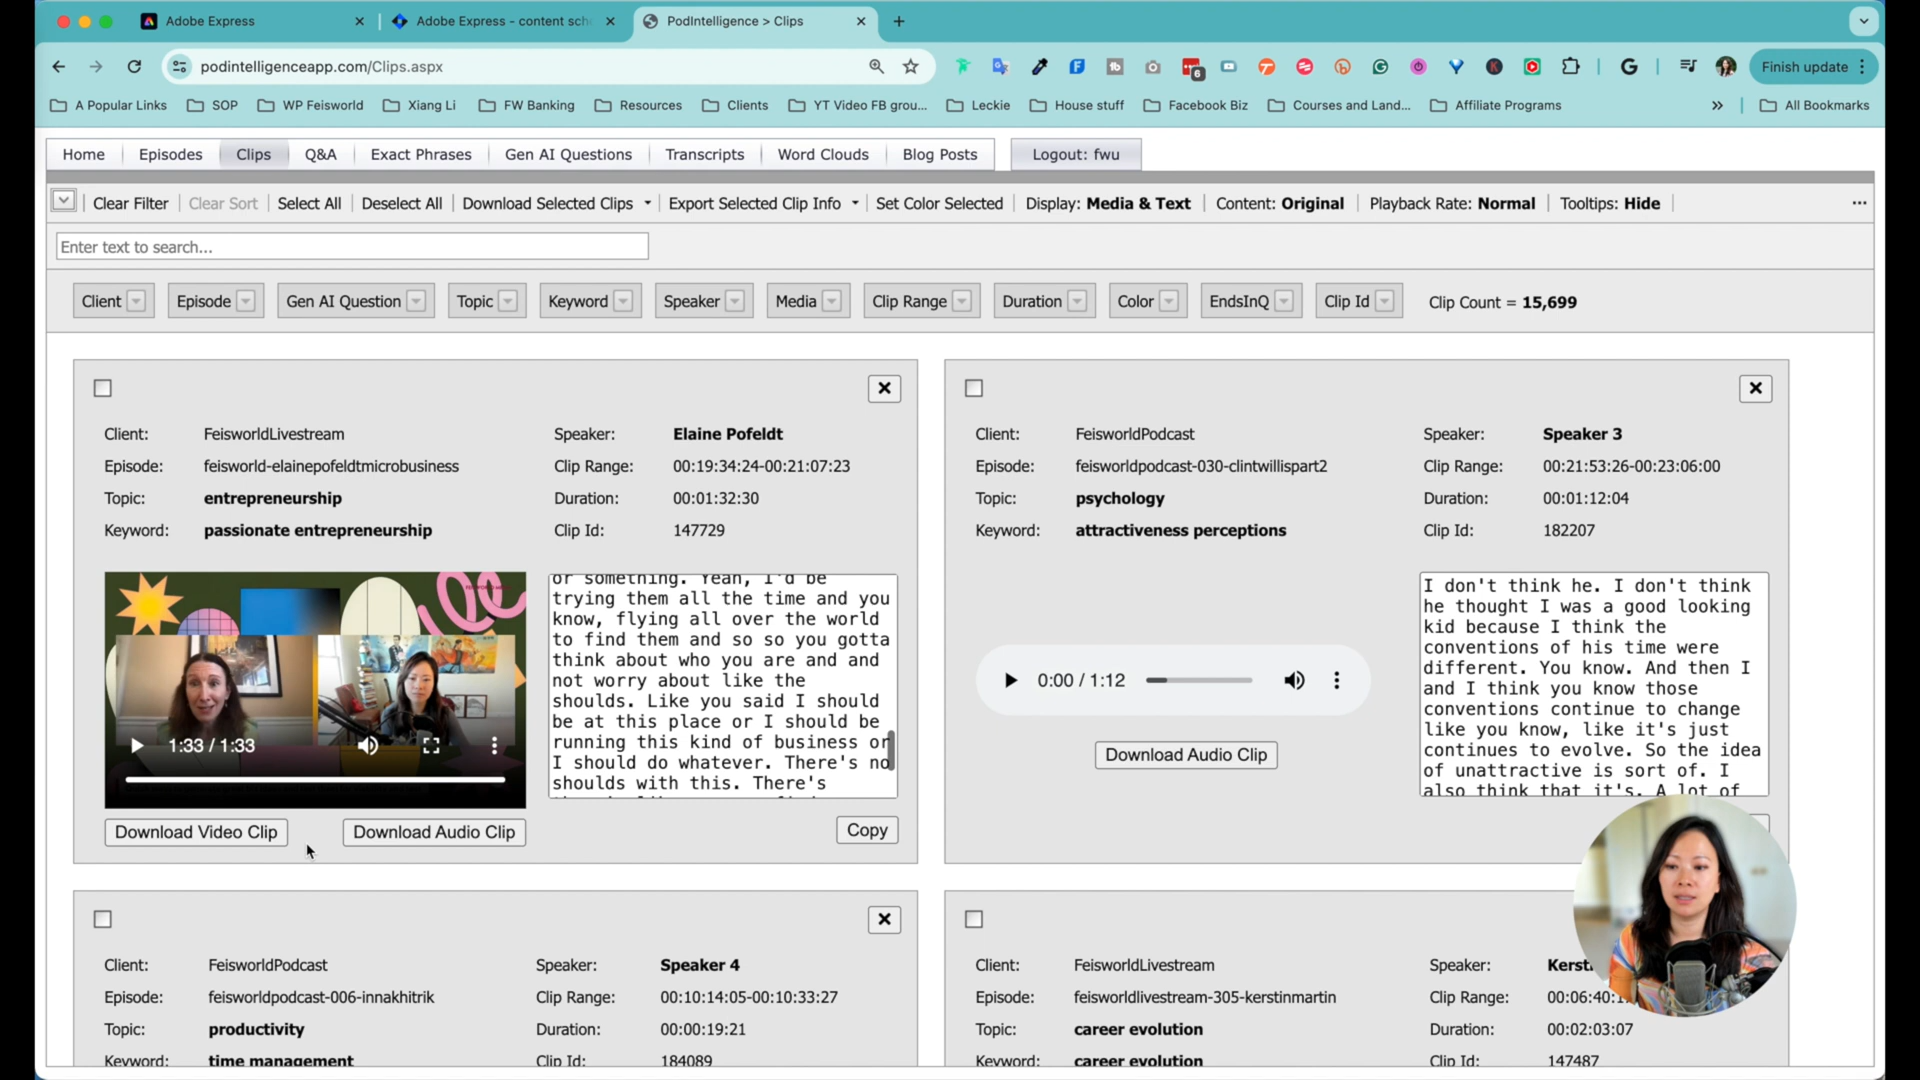 Adobe Express
Adobe Express - content sch
PodIntelligence > Clips
podintelligenceapp.com/Clips.aspx
6
Finish update
A Popular Links
SOP
WP Feisworld
Xiang Li
FW Banking
Resources
Clients
YT Video FB grou...
Leckie
House stuff
Facebook Biz
Courses and Land...
Affiliate Programs
All Bookmarks
Home
Episodes
Clips
Q&A
Exact Phrases
Gen AI Questions
Transcripts
Word Clouds
Blog Posts
Logout: fwu
Clear Filter
Clear Sort
Select All
Deselect All
Download Selected Clips
Export Selected Clip Info
Set Color Selected
Display: Media & Text
Content: Original
Playback Rate: Normal
Tooltips: Hide
Enter text to search...
Client
Episode
Gen AI Question
Topic
Keyword
Speaker
Media
Clip Range
Duration
Color
EndsInQ
Clip Id
Clip Count = 15,699
Client: FeisworldLivestream
Speaker: Elaine Pofeldt
Episode: feisworld-elainepofeldtmicrobusiness
Clip Range: 00:19:34:24-00:21:07:23
Topic: entrepreneurship
Duration: 00:01:32:30
Keyword: passionate entrepreneurship
Clip Id: 147729
1:33 / 1:33
or something. Yeah, I'd be
trying them all the time and you
know, flying all over the world
to find them and so so you gotta
think about who you are and and
not worry about like the
shoulds. Like you said I should
be at this place or I should be
running this kind of business or
I should do whatever. There's no
shoulds with this. There's
Download Video Clip
Download Audio Clip
Copy
Client: FeisworldPodcast
Speaker: Speaker 3
Episode: feisworldpodcast-030-clintwillispart2
Clip Range: 00:21:53:26-00:23:06:00
Topic: psychology
Duration: 00:01:12:04
Keyword: attractiveness perceptions
Clip Id: 182207
0:00 / 1:12
Download Audio Clip
I don't think he. I don't think
he thought I was a good looking
kid because I think the
conventions of his time were
different. You know. And then I
and I think you know those
conventions continue to change
like you know, like it's just
continues to evolve. So the idea
of unattractive is sort of. I
also think that it's. A lot of
Client: FeisworldPodcast
Speaker: Speaker 4
Episode: feisworldpodcast-006-innakhitrik
Clip Range: 00:10:14:05-00:10:33:27
Topic: productivity
Duration: 00:00:19:21
Keyword: time management
Clip Id: 184089
Client: FeisworldLivestream
Speaker:
Episode: feisworldlivestream-305-kerstinmartin
Clip Range: 00:06:40:
Topic: career evolution
Duration: 00:02:03:07
Keyword: career evolution
Clip Id: 147487